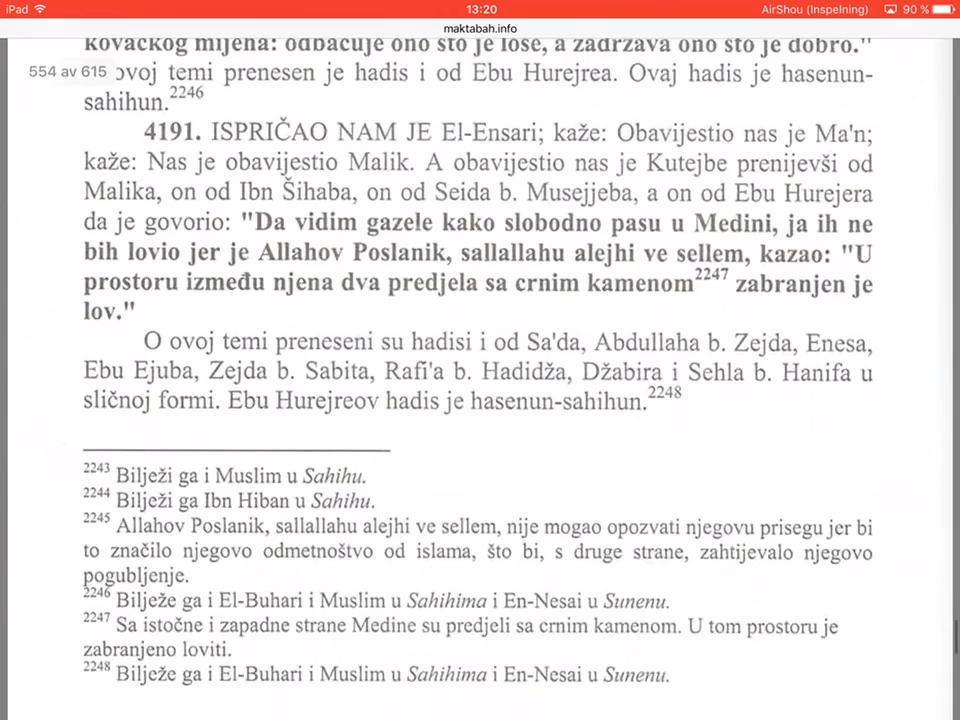 iPad
13:20
AirShou (Inspelning)
90 %
maktabah.info
kovačkog mijeha: odbacuje ono što je loše, a zadržava ono što je dobro."
554 av 615
ovoj temi prenesen je hadis i od Ebu Hurejrea. Ovaj hadis je hasenun-
sahihun.2246
4191. ISPRIČAO NAM JE El-Ensari; kaže: Obavijestio nas je Ma'n;
kaže: Nas je obavijestio Malik. A obavijestio nas je Kutejbe prenijevši od
Malika, on od Ibn Šihaba, on od Seida b. Musejjeba, a on od Ebu Hurejera
da je govorio: "Da vidim gazele kako slobodno pasu u Medini, ja ih ne
bih lovio jer je Allahov Poslanik, sallallahu alejhi ve sellem, kazao: "U
prostoru između njena dva predjela sa crnim kamenom2247 zabranjen je
lov."
O ovoj temi preneseni su hadisi i od Sa'da, Abdullaha b. Zejda, Enesa,
Ebu Ejuba, Zejda b. Sabita, Rafi'a b. Hadidža, Džabira i Sehla b. Hanifa u
sličnoj formi. Ebu Hurejreov hadis je hasenun-sahihun.2248
2243 Bilježi ga i Muslim u Sahihu.
2244 Bilježi ga Ibn Hiban u Sahihu.
2245 Allahov Poslanik, sallallahu alejhi ve sellem, nije mogao opozvati njegovu prisegu jer bi
to značilo njegovo odmetnoštvo od islama, što bi, s druge strane, zahtijevalo njegovo
pogubljenje.
2246 Bilježe ga i El-Buhari i Muslim u Sahihima i En-Nesai u Sunenu.
2247 Sa istočne i zapadne strane Medine su predjeli sa crnim kamenom. U tom prostoru je
zabranjeno loviti.
2248 Bilježe ga i El-Buhari i Muslim u Sahihima i En-Nesai u Sunenu.